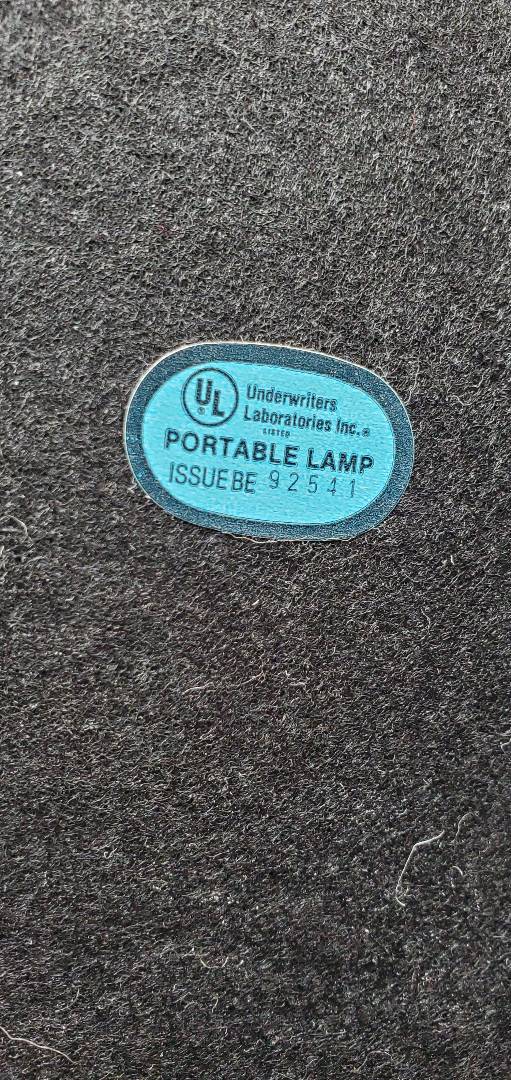 UL®
Underwriters
Laboratories Inc.®
LISTED
PORTABLE LAMP
ISSUE BE 92541